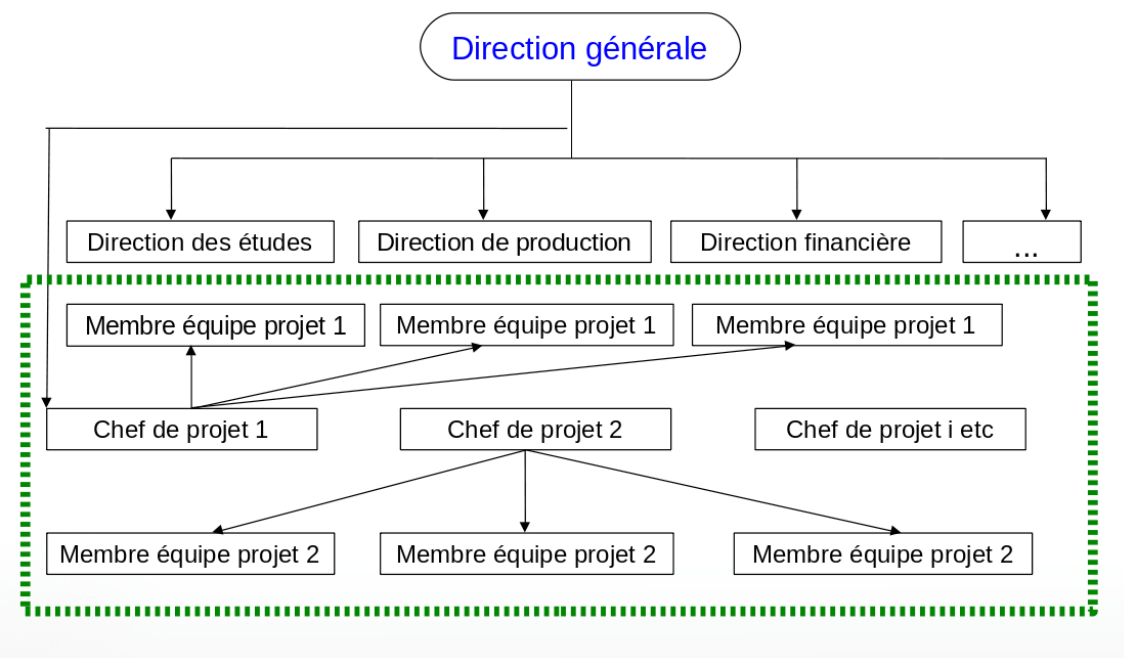 Direction générale
Direction des études
Direction de production
Direction financière
...
Membre équipe projet 1
Membre équipe projet 1
Membre équipe projet 1
Chef de projet 1
Chef de projet 2
Chef de projet i etc
Membre équipe projet 2
Membre équipe projet 2
Membre équipe projet 2